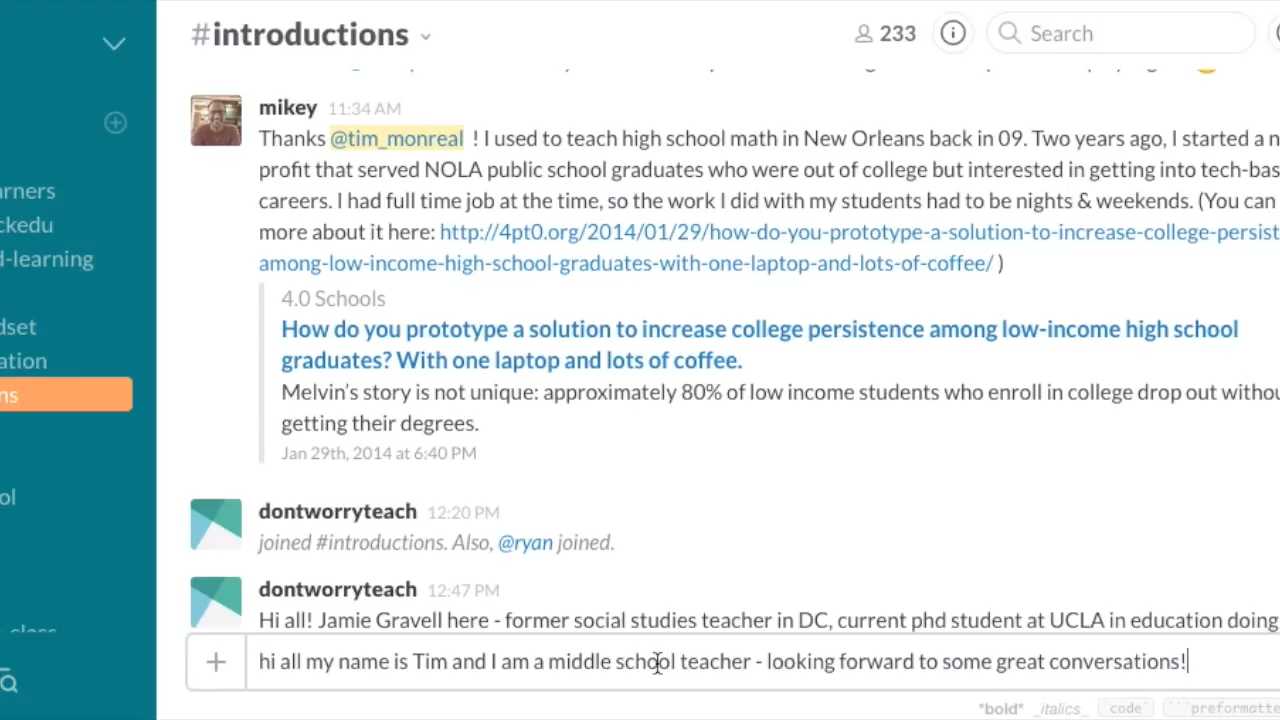 #introductions
233
Search
mikey 11:34 AM
Thanks @tim_monreal ! I used to teach high school math in New Orleans back in 09. Two years ago, I started a n
profit that served NOLA public school graduates who were out of college but interested in getting into tech-bas
careers. I had full time job at the time, so the work I did with my students had to be nights & weekends. (You can
more about it here: http://4pt0.org/2014/01/29/how-do-you-prototype-a-solution-to-increase-college-persist
among-low-income-high-school-graduates-with-one-laptop-and-lots-of-coffee/ )
4.0 Schools
How do you prototype a solution to increase college persistence among low-income high school
graduates? With one laptop and lots of coffee.
Melvin's story is not unique: approximately 80% of low income students who enroll in college drop out withou
getting their degrees.
Jan 29th, 2014 at 6:40 PM
dontworryteach 12:20 PM
joined #introductions. Also, @ryan joined.
dontworryteach 12:47 PM
Hi all! Jamie Gravell here - former social studies teacher in DC, current phd student at UCLA in education doing
hi all my name is Tim and I am a middle school teacher - looking forward to some great conversations!
*bold* _italics_ `code` ```preformatte
arners
ckedu
d-learning
dset
ation
ns
ol